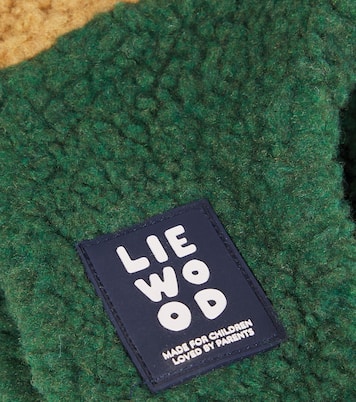 LIE
WO
OD
MADE FOR CHILDREN
LOVED BY PARENTS